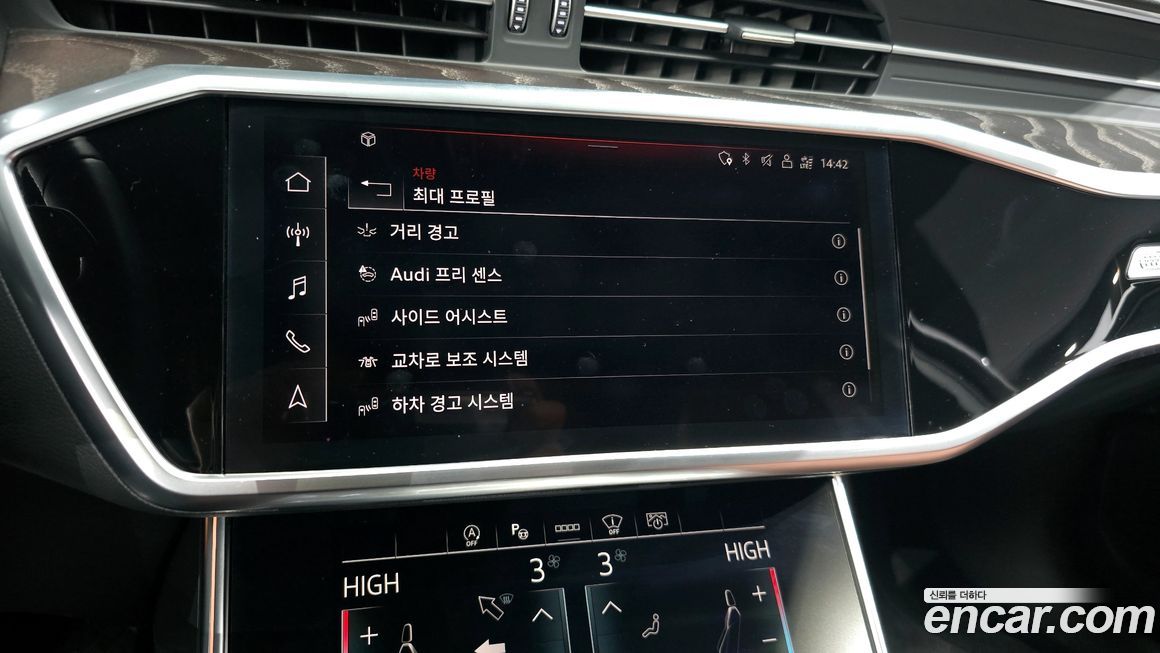 14:42
차량
최대 프로필
거리 경고
Audi 프리 센스
사이드 어시스트
교차로 보조 시스템
하차 경고 시스템
A
OFF
P
OFF
HIGH
3
3
HIGH
신뢰를 더하다
encar.com